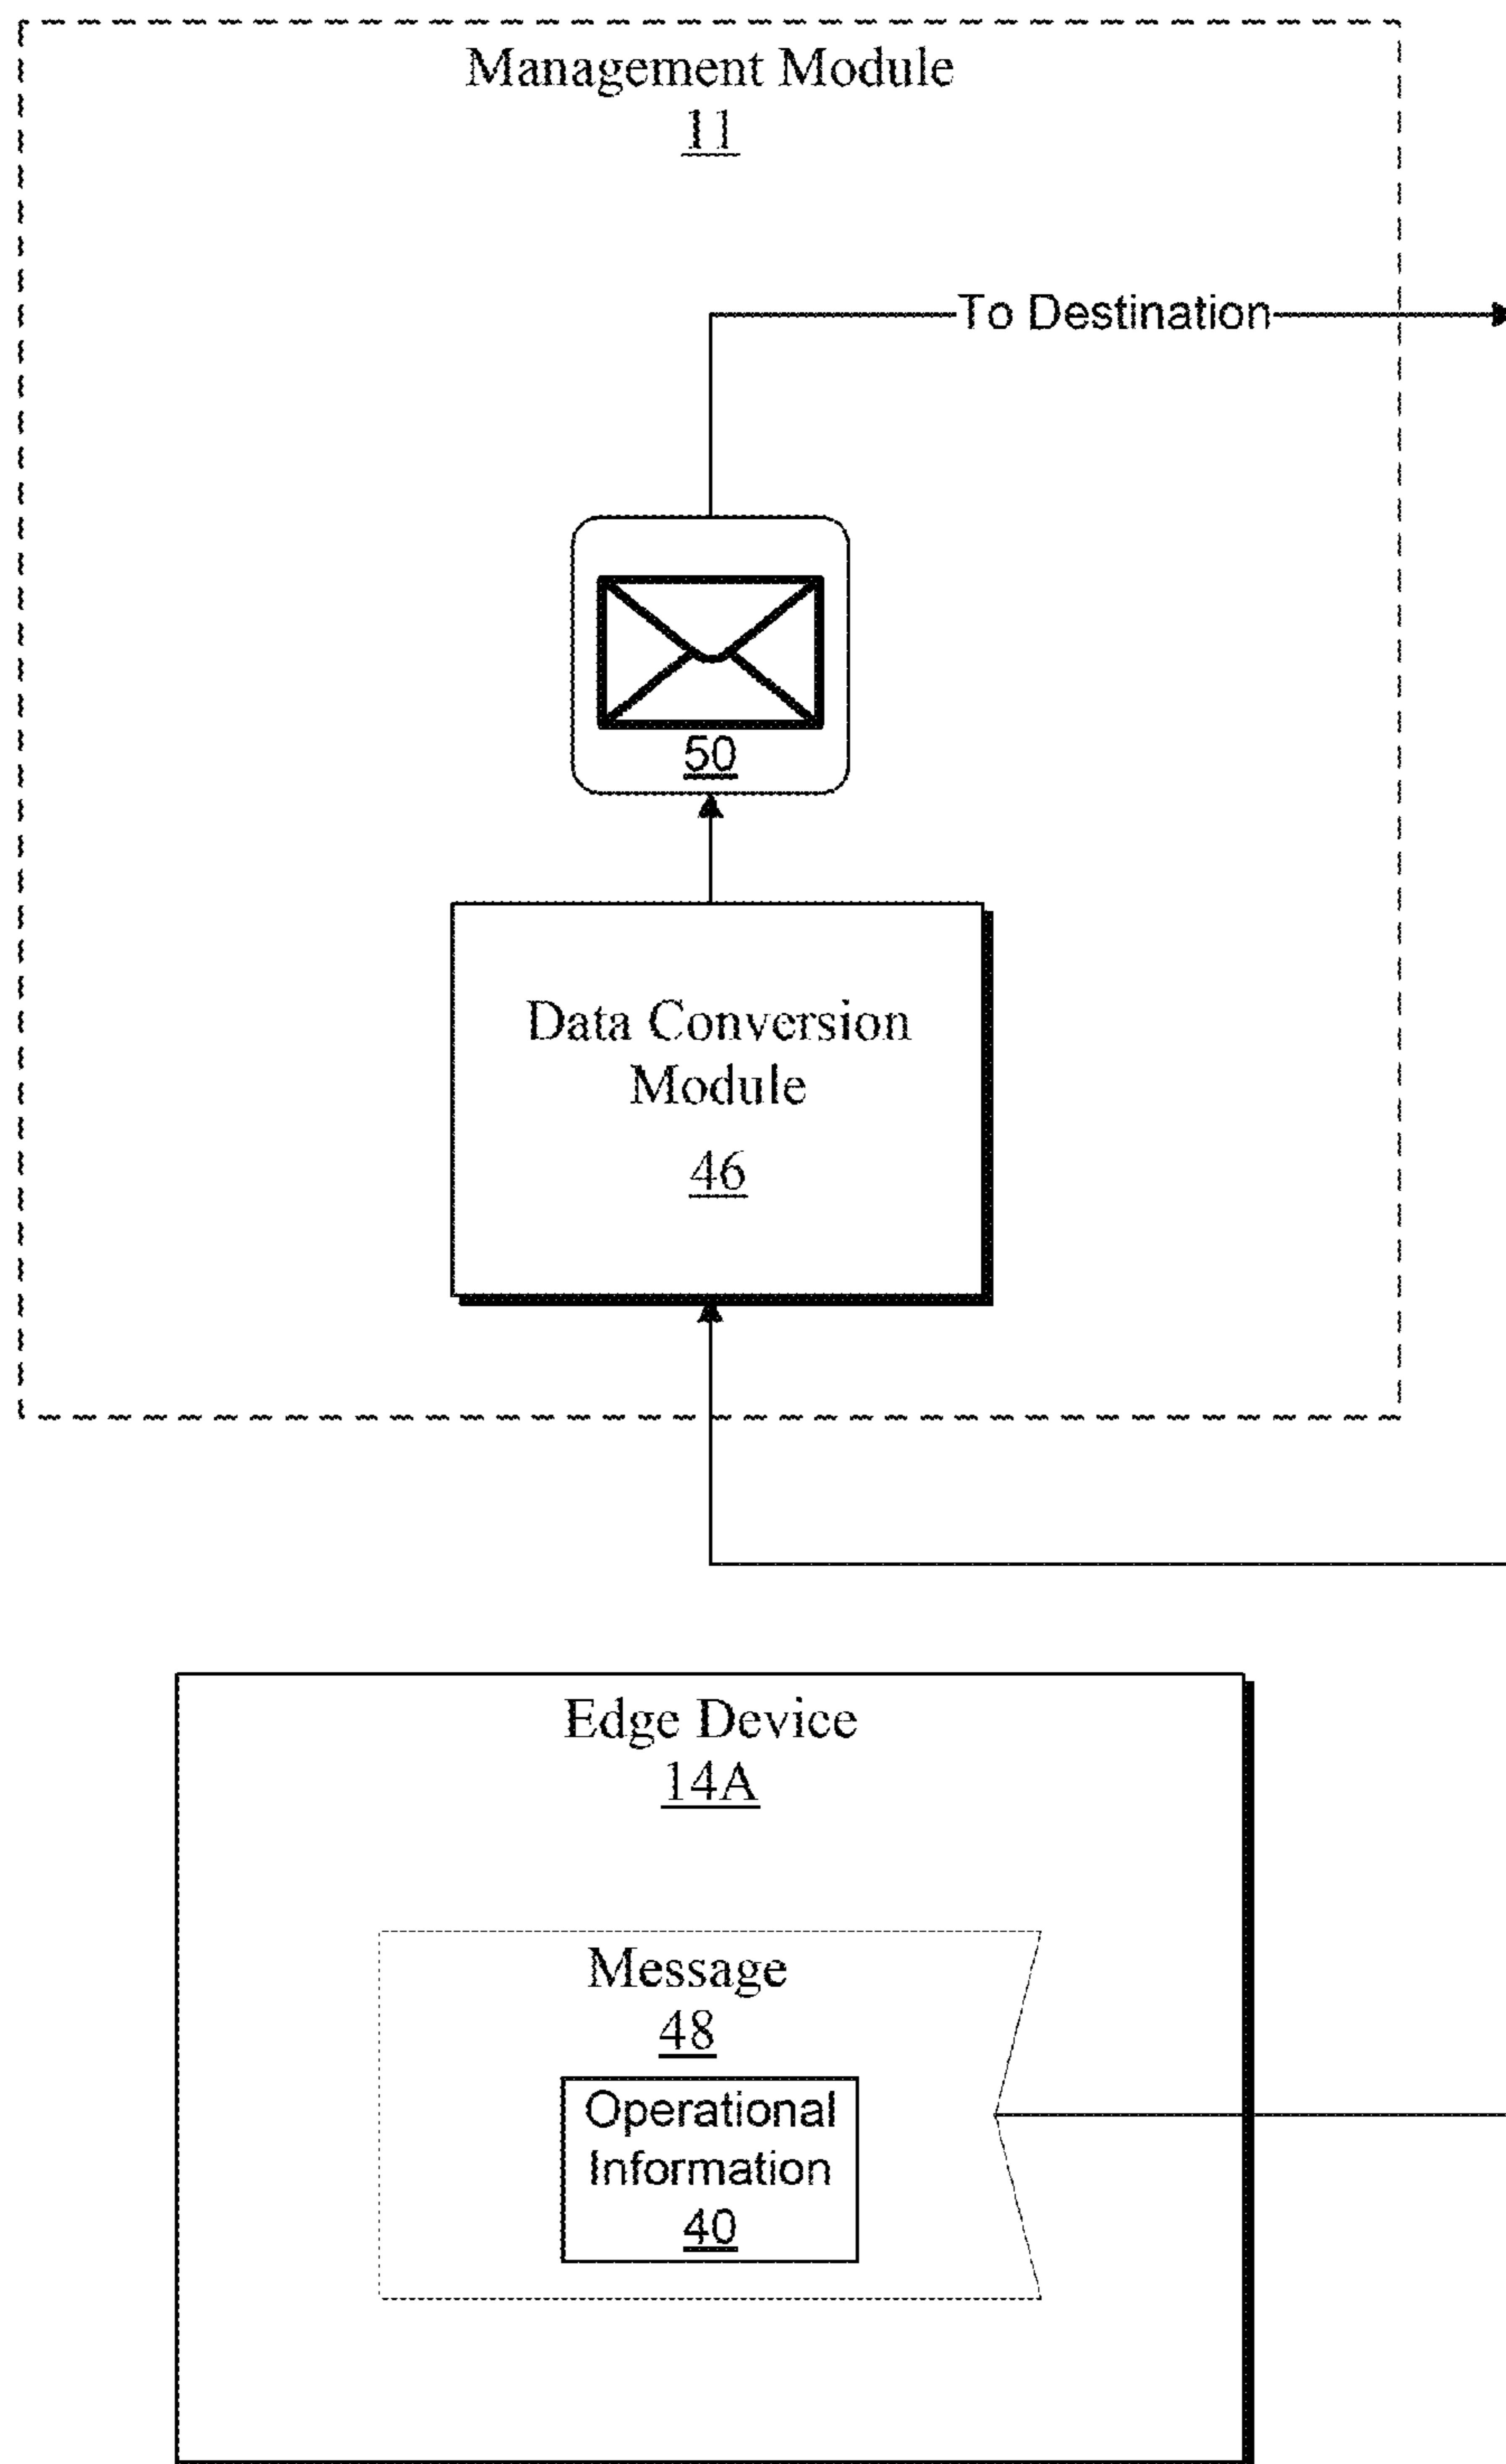 Management Module
11
To Destination
50
Data Conversion
Module
46
Edge Device
14A
Message
48
Operational
Information
40